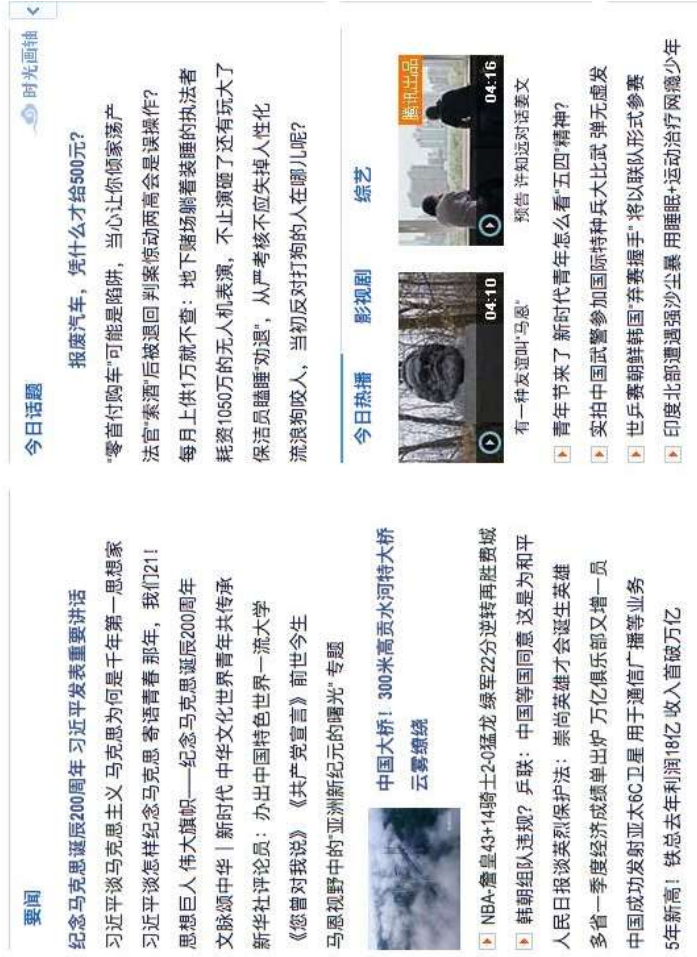 要闻
纪念马克思诞辰200周年 习近平发表重要讲话
习近平谈马克思主义 马克思为何是千年第一思想家
习近平谈怎样纪念马克思 寄语青春 那年，我们21!
思想巨人 伟大旗帜——纪念马克思诞辰200周年
文脉颂中华｜新时代 中华文化世界青年共传承
新华社评论员：办出中国特色世界一流大学
《您曾对我说》 《共产党宣言》前世今生
马恩视野中的"亚洲新纪元的曙光" 专题
中国大桥！300米高贡水河特大桥
云雾缭绕
NBA-詹皇43+14骑士2-0猛龙 绿军22分逆转再胜费城
韩朝组队违规？乒联：中国等国同意 这是为和平
人民日报谈英烈保护法：崇尚英雄才会诞生英雄
多省一季度经济成绩单出炉 万亿俱乐部又增一员
中国成功发射亚太6C卫星 用于通信广播等业务
5年新高！铁总去年利润18亿 收入首破万亿
今日话题
时光画轴
报废汽车，凭什么才给500元？
"零首付购车"可能是陷阱，当心让你倾家荡产
法官"索酒"后被退回 判案惊动两高会是误操作？
每月上供1万就不查：地下赌场躺着装睡的执法者
耗资1050万的无人机表演，不止演砸了还有玩大了
保洁员瞌睡"劝退"，从严考核不应失掉人性化
流浪狗咬人，当初反对打狗的人在哪儿呢？
今日热播 影视剧 综艺
04:10
腾讯出品
04:16
有一种友谊叫"马恩"
预告 许知远对话姜文
青年节来了 新时代青年怎么看"五四"精神？
实拍中国武警参加国际特种兵大比武 弹无虚发
世乒赛朝鲜韩国"弃赛握手" 将以联队形式参赛
印度北部遭遇强沙尘暴 用睡眠+运动治疗网瘾少年